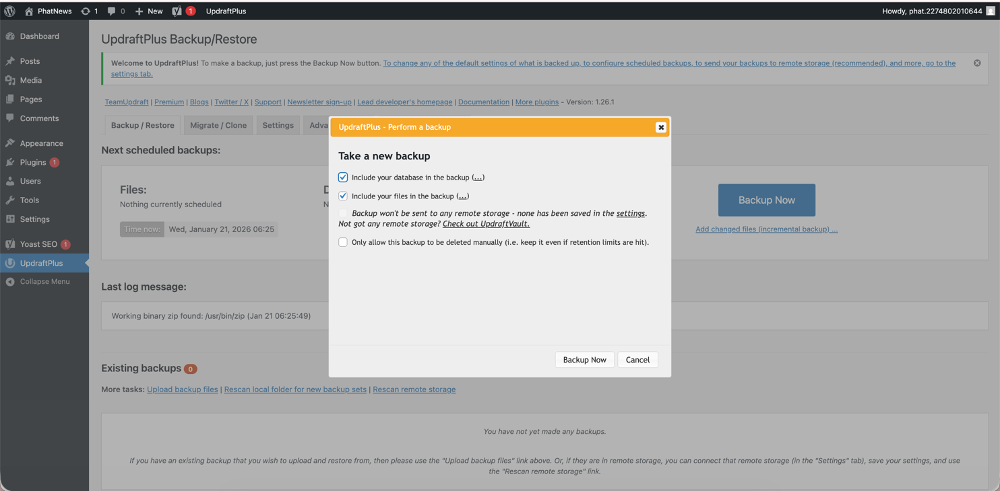 PhatNews 1 0 New 1 UpdraftPlus Howdy, phat.2274802010644
Dashboard
Posts
Media
Pages
Comments
Appearance
Plugins 1
Users
Tools
Settings
Yoast SEO 1
UpdraftPlus
Collapse Menu
UpdraftPlus Backup/Restore
Welcome to UpdraftPlus! To make a backup, just press the Backup Now button. To change any of the default settings of what is backed up, to configure scheduled backups, to send your backups to remote storage (recommended), and more, go to the
settings tab.
TeamUpdraft | Premium | Blogs | Twitter / X | Support | Newsletter sign-up | Lead developer's homepage | Documentation | More plugins - Version: 1.26.1
Backup / Restore Migrate / Clone Settings Adva
Next scheduled backups:
Files:
Nothing currently scheduled
Time now: Wed, January 21, 2026 06:25
D
N
Backup Now
Add changed files (incremental backup) ...
UpdraftPlus - Perform a backup
Take a new backup
Include your database in the backup (...)
Include your files in the backup (...)
Backup won't be sent to any remote storage - none has been saved in the settings.
Not got any remote storage? Check out UpdraftVault.
Only allow this backup to be deleted manually (i.e. keep it even if retention limits are hit).
Backup Now Cancel
Last log message:
Working binary zip found: /usr/bin/zip (Jan 21 06:25:49)
Existing backups 0
More tasks: Upload backup files | Rescan local folder for new backup sets | Rescan remote storage
You have not yet made any backups.
If you have an existing backup that you wish to upload and restore from, then please use the "Upload backup files" link above. Or, if they are in remote storage, you can connect that remote storage (in the "Settings" tab), save your settings, and use
the "Rescan remote storage" link.